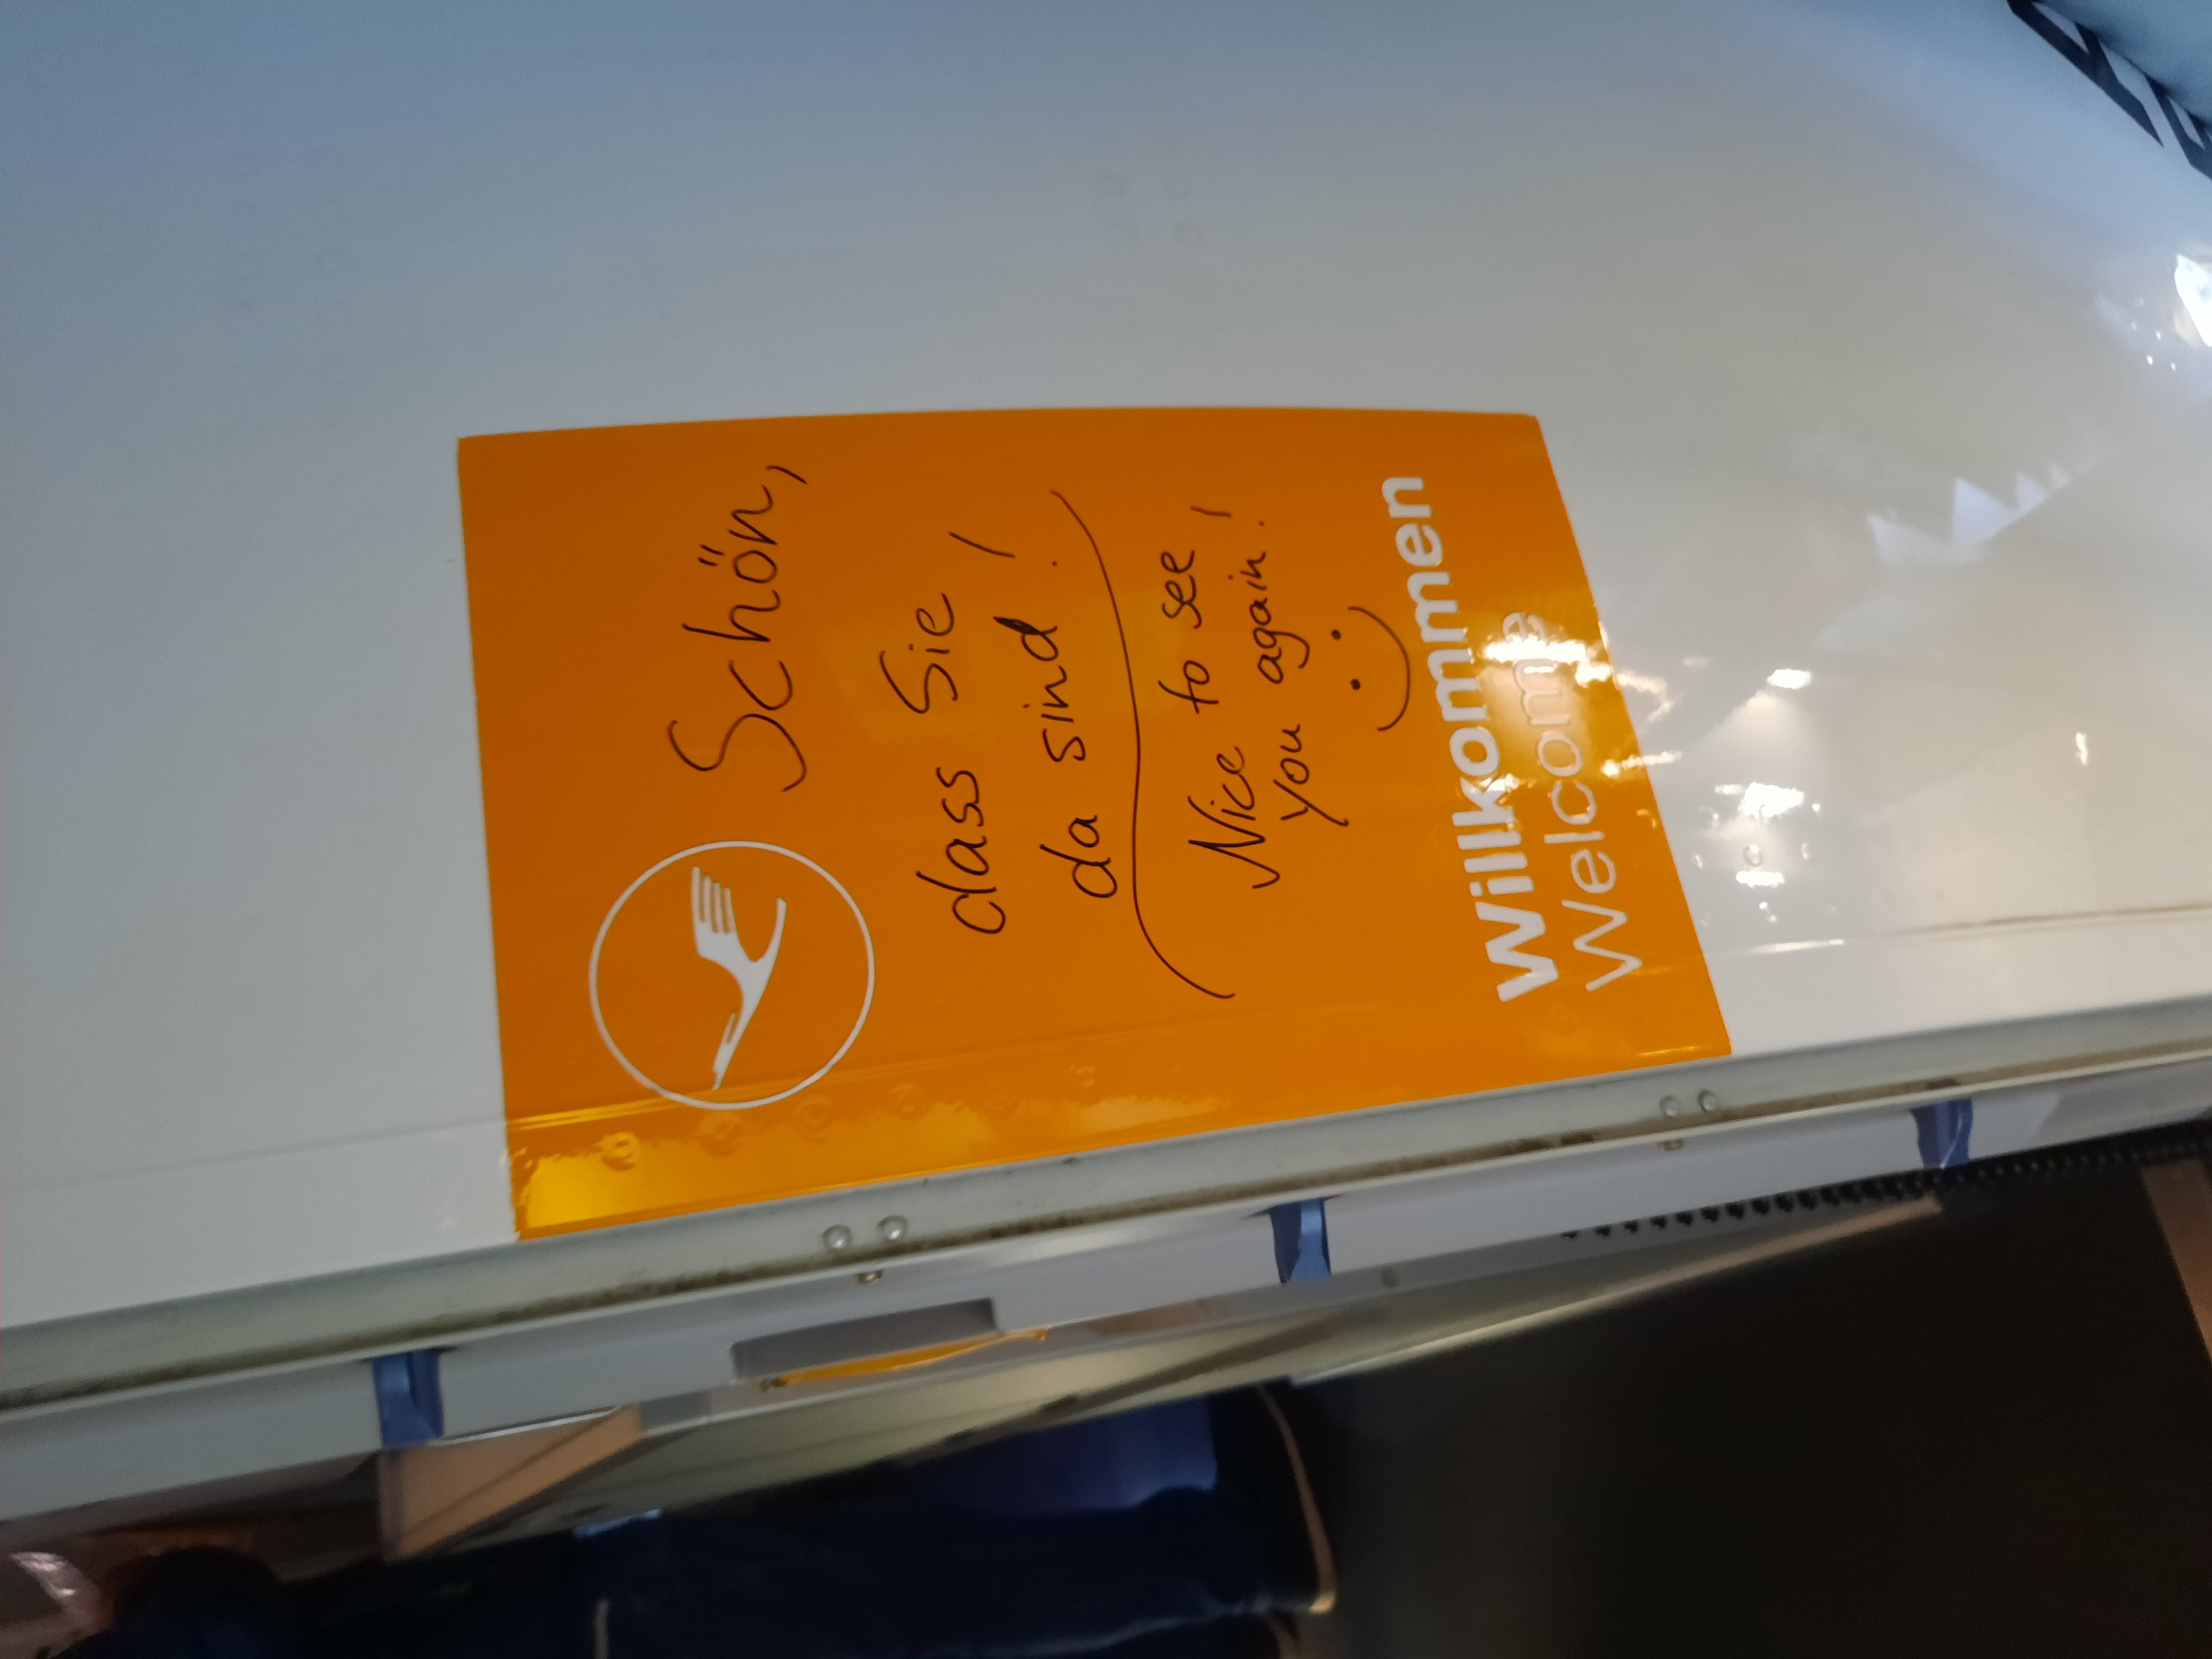 Schön,
dass Sie
da sind!
Nice to see
you again!
Willkommen
Welcome